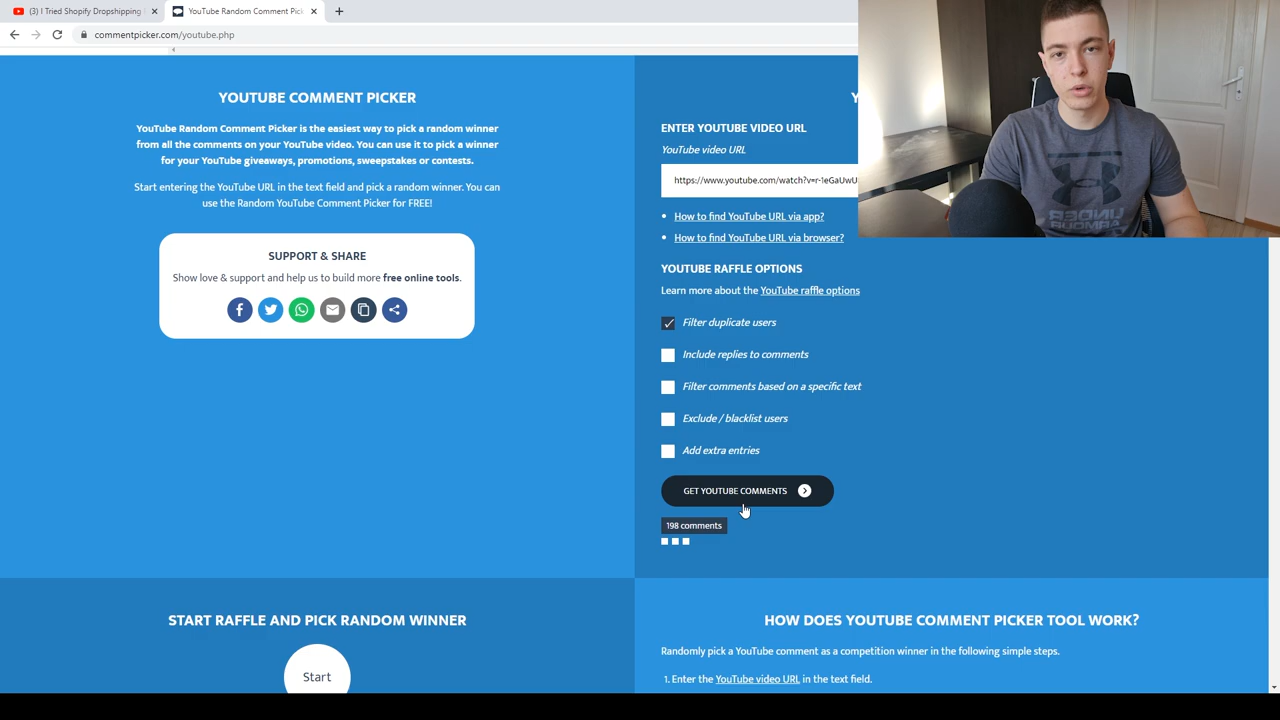 (3) I Tried Shopify Dropshipping
YouTube Random Comment Pick
commentpicker.com/youtube.php
YOUTUBE COMMENT PICKER
YouTube Random Comment Picker is the easiest way to pick a random winner
from all the comments on your YouTube video. You can use it to pick a winner
for your YouTube giveaways, promotions, sweepstakes or contests.
Start entering the YouTube URL in the text field and pick a random winner. You can
use the Random YouTube Comment Picker for FREE!
SUPPORT & SHARE
Show love & support and help us to build more free online tools.
Y
ENTER YOUTUBE VIDEO URL
YouTube video URL
https://www.youtube.com/watch?v=r-1eGaUwU
• How to find YouTube URL via app?
• How to find YouTube URL via browser?
YOUTUBE RAFFLE OPTIONS
Learn more about the YouTube raffle options
Filter duplicate users
Include replies to comments
Filter comments based on a specific text
Exclude / blacklist users
Add extra entries
GET YOUTUBE COMMENTS
198 comments
START RAFFLE AND PICK RANDOM WINNER
Start
HOW DOES YOUTUBE COMMENT PICKER TOOL WORK?
Randomly pick a YouTube comment as a competition winner in the following simple steps.
1. Enter the YouTube video URL in the text field.
UNDER
ARMOUR